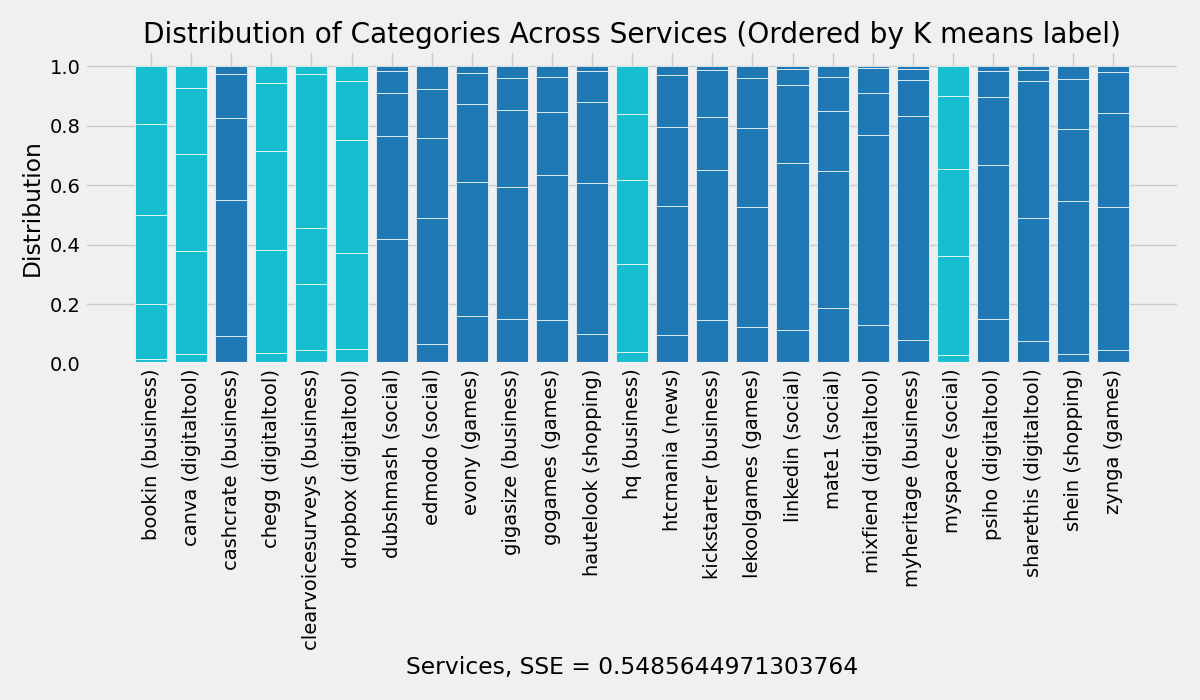 Distribution of Categories Across Services (Ordered by K means label)
Distribution
1.0
0.8
0.6
0.4
0.2
0.0
bookin (business)
canva (digitaltool)
cashcrate (business)
chegg (digitaltool)
clearvoicesurveys (business)
dropbox (digitaltool)
dubshmash (social)
edmodo (social)
evony (games)
gigasize (business)
gogames (games)
hautelook (shopping)
hq (business)
htcmania (news)
kickstarter (business)
lekoolgames (games)
linkedin (social)
mate1 (social)
mixfiend (digitaltool)
myheritage (business)
myspace (social)
psiho (digitaltool)
sharethis (digitaltool)
shein (shopping)
zynga (games)
Services, SSE = 0.5485644971303764